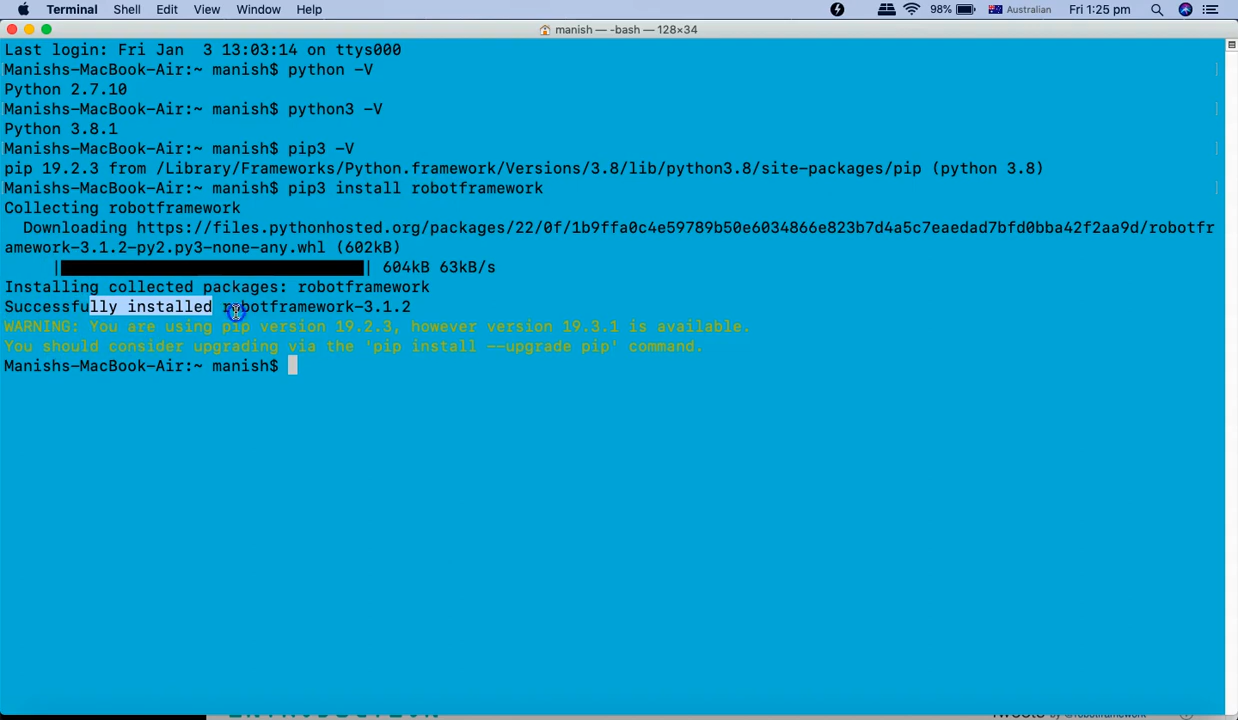 Terminal Shell Edit View Window Help 98% Australian Fri 1:25 pm
manish — -bash — 128×34
Last login: Fri Jan  3 13:03:14 on ttys000
Manishs-MacBook-Air:~ manish$ python -V
Python 2.7.10
Manishs-MacBook-Air:~ manish$ python3 -V
Python 3.8.1
Manishs-MacBook-Air:~ manish$ pip3 -V
pip 19.2.3 from /Library/Frameworks/Python.framework/Versions/3.8/lib/python3.8/site-packages/pip (python 3.8)
Manishs-MacBook-Air:~ manish$ pip3 install robotframework
Collecting robotframework
  Downloading https://files.pythonhosted.org/packages/22/0f/1b9ffa0c4e59789b50e6034866e823b7d4a5c7eaedad7bfd0bba42f2aa9d/robotfr
amework-3.1.2-py2.py3-none-any.whl (602kB)
|| 604kB 63kB/s
Installing collected packages: robotframework
Successfully installed robotframework-3.1.2
WARNING: You are using pip version 19.2.3, however version 19.3.1 is available.
You should consider upgrading via the 'pip install --upgrade pip' command.
Manishs-MacBook-Air:~ manish$